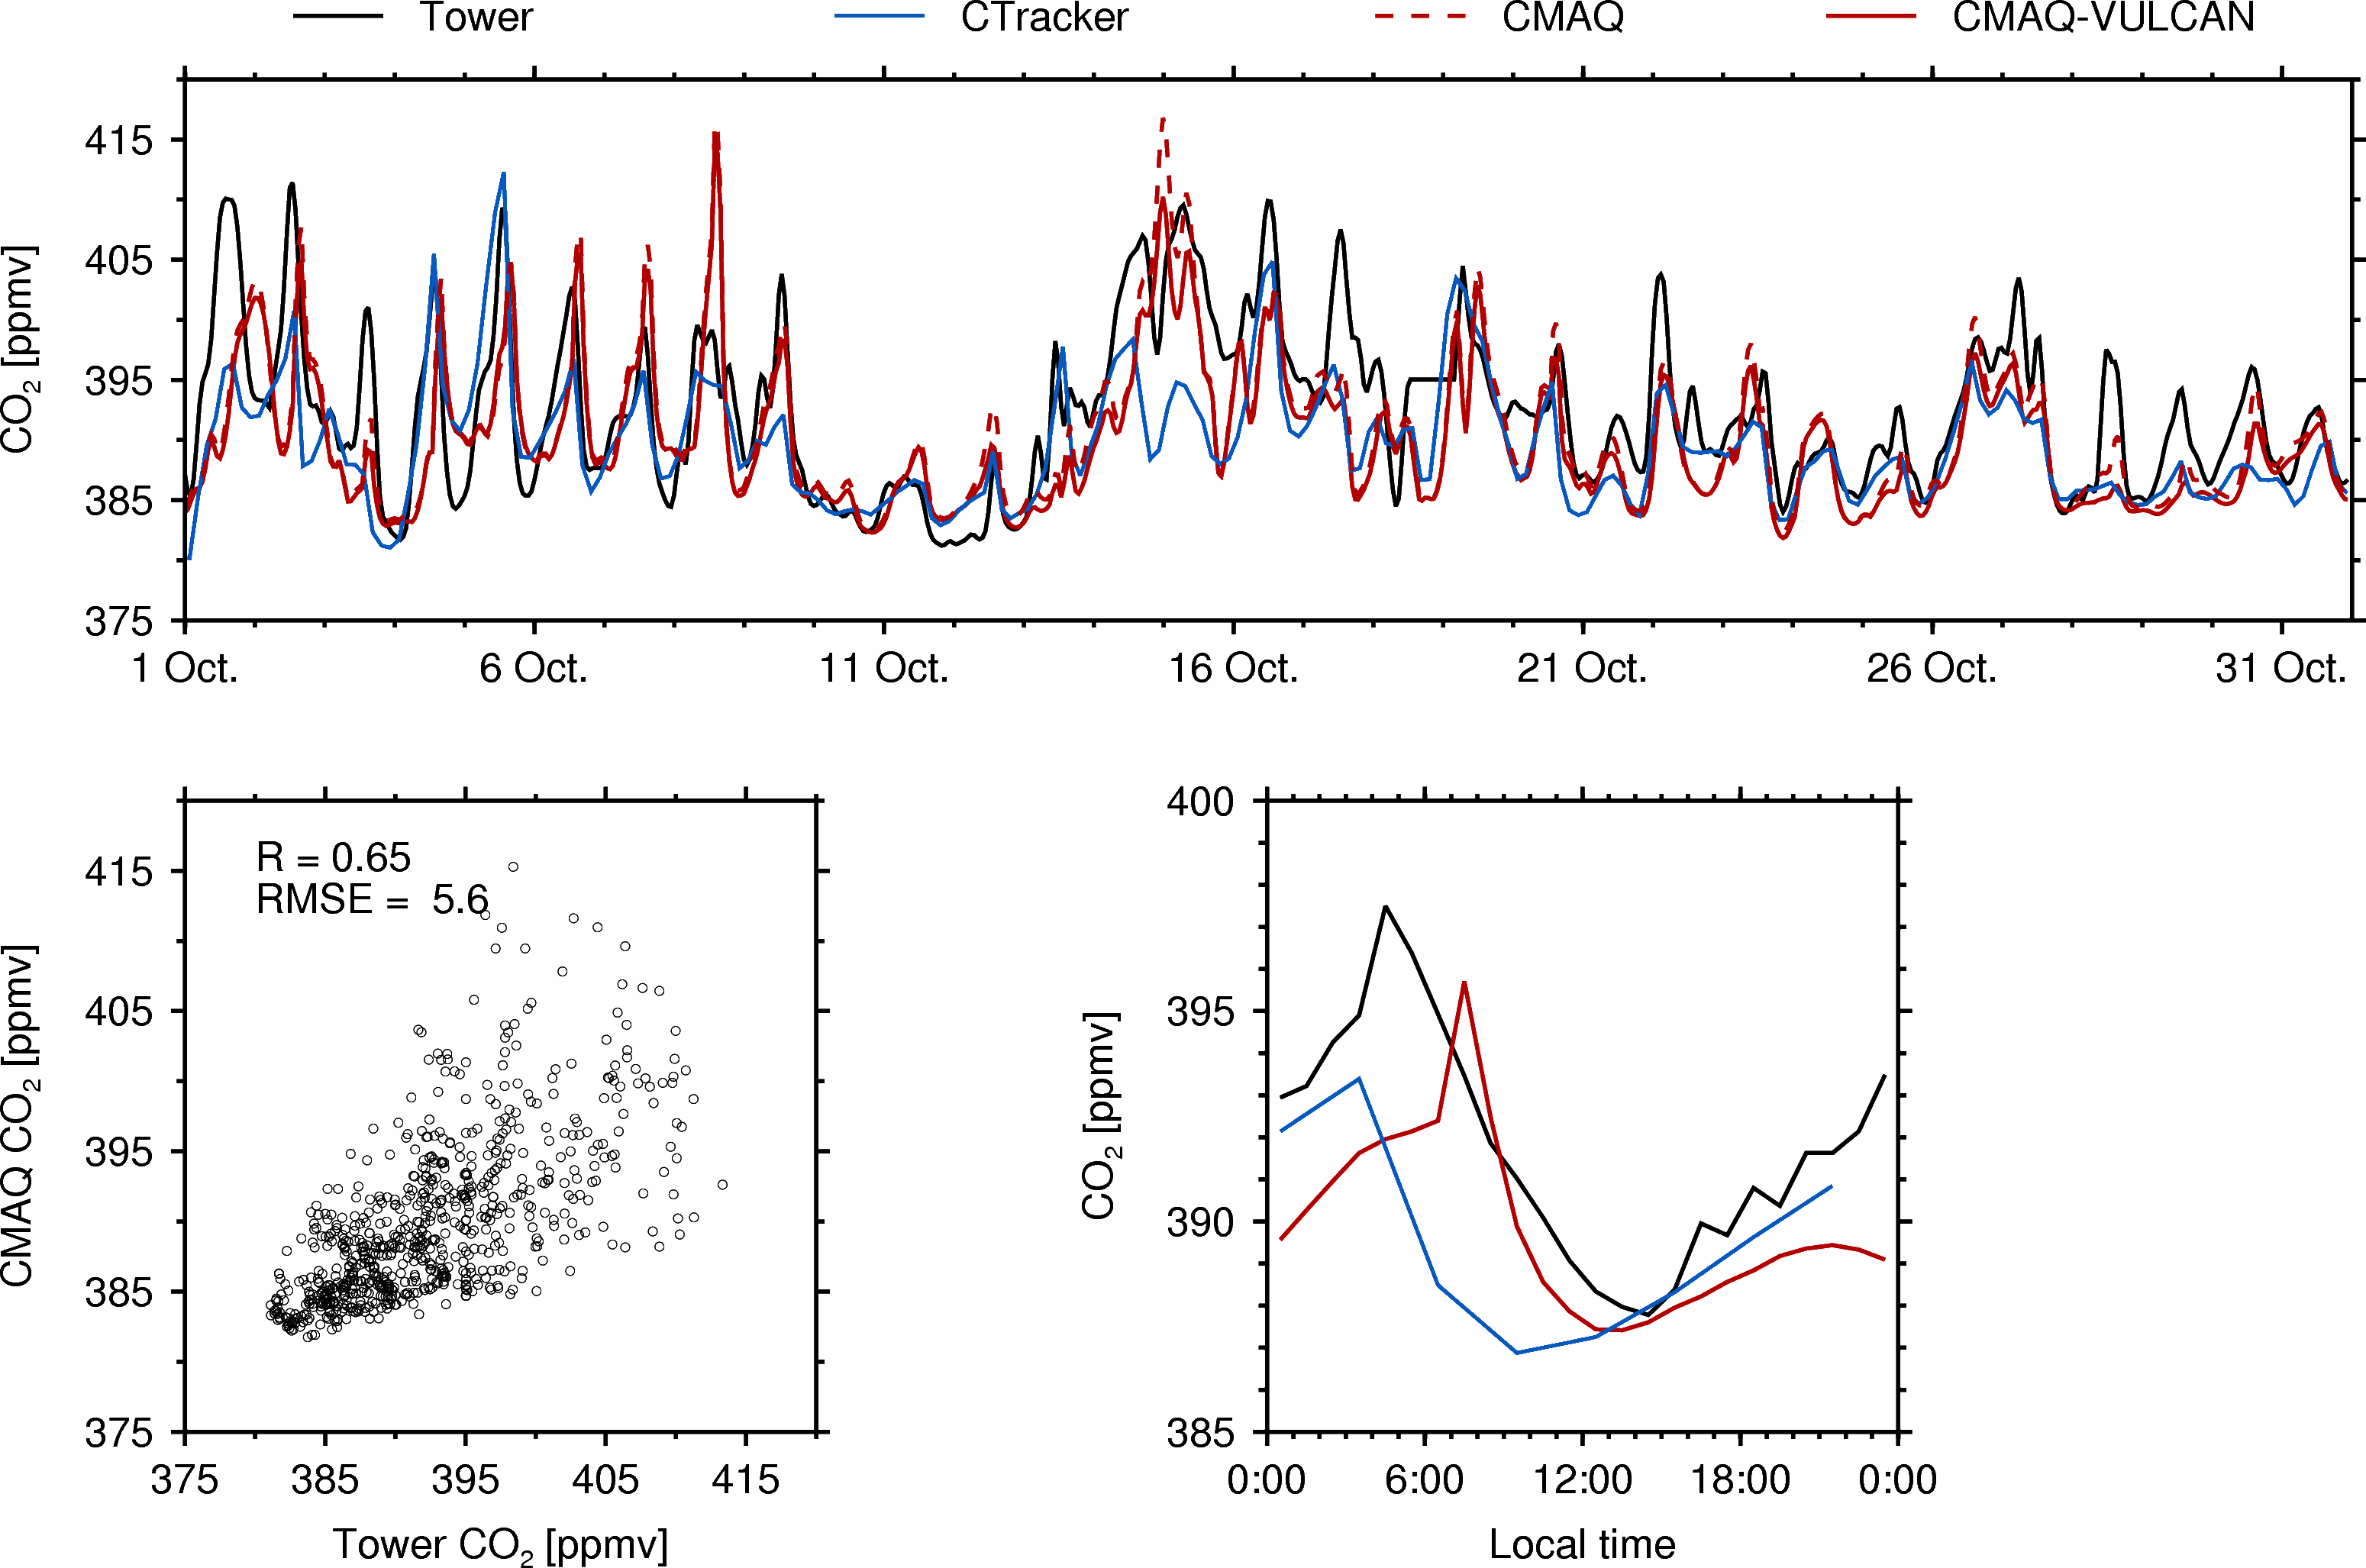 Tower CTracker CMAQ CMAQ-VULCAN
CO2 [ppmv]
415
405
395
385
375
1 Oct. 6 Oct. 11 Oct. 16 Oct. 21 Oct. 26 Oct. 31 Oct.
CMAQ CO2 [ppmv]
415
405
395
385
375
R = 0.65
RMSE = 5.6
375 385 395 405 415
Tower CO2 [ppmv]
CO2 [ppmv]
400
395
390
385
0:00 6:00 12:00 18:00 0:00
Local time